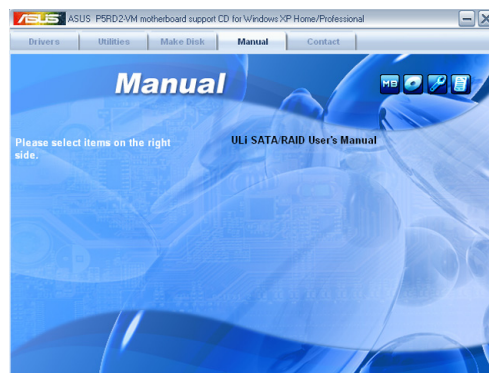 ASUS ASUS P5RD2-VM motherboard support CD for Windows XP Home/Professional
Drivers Utilities Make Disk Manual Contact
Manual
MB
Please select items on the right
side.
ULi SATA/RAID User's Manual